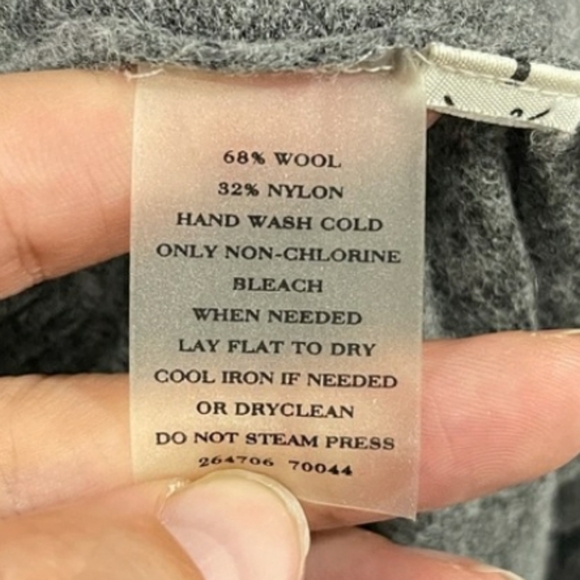 68% WOOL
32% NYLON
HAND WASH COLD
ONLY NON-CHLORINE
BLEACH
WHEN NEEDED
LAY FLAT TO DRY
COOL IRON IF NEEDED
OR DRYCLEAN
DO NOT STEAM PRESS
264706 70044